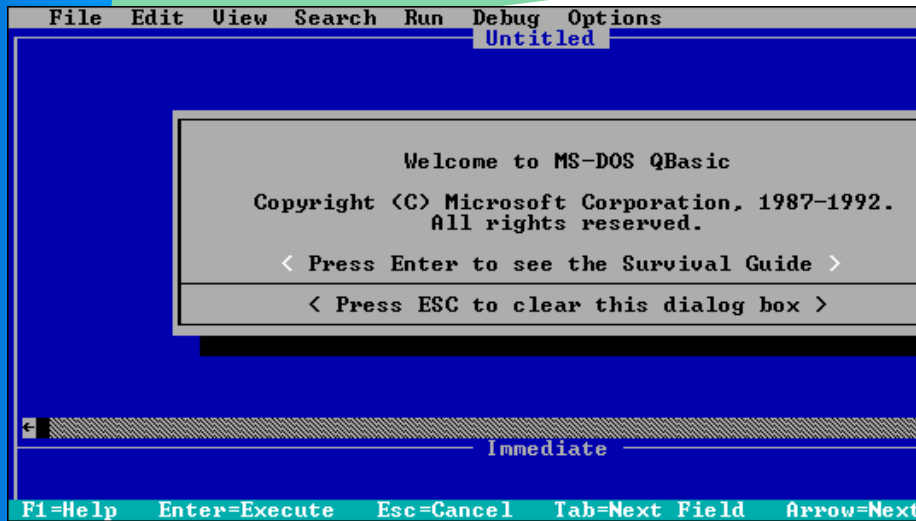 File Edit View Search Run Debug Options
Untitled
Welcome to MS-DOS QBasic
Copyright (C) Microsoft Corporation, 1987-1992.
All rights reserved.
< Press Enter to see the Survival Guide >
< Press ESC to clear this dialog box >
Immediate
F1=Help Enter=Execute Esc=Cancel Tab=Next Field Arrow=Next